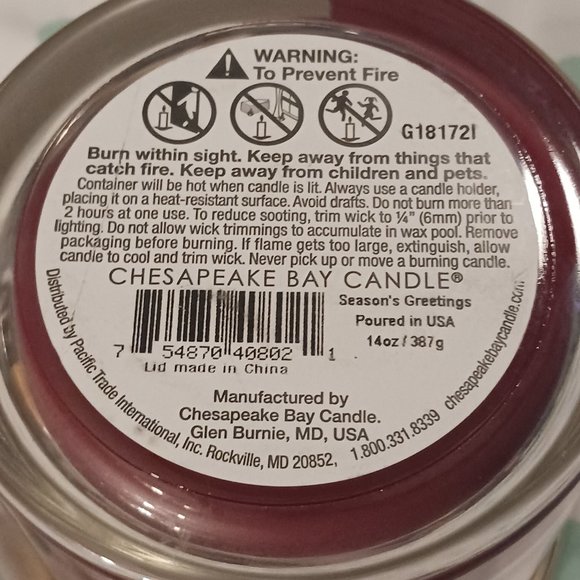 WARNING:
To Prevent Fire
G18172I
Burn within sight. Keep away from things that
catch fire. Keep away from children and pets.
Container will be hot when candle is lit. Always use a candle holder,
placing it on a heat-resistant surface. Avoid drafts. Do not burn more than
2 hours at one use. To reduce sooting, trim wick to ¼” (6mm) prior to
lighting. Do not allow wick trimmings to accumulate in wax pool. Remove
packaging before burning. If flame gets too large, extinguish, allow
candle to cool and trim wick. Never pick up or move a burning candle.
CHESAPEAKE BAY CANDLE®
Season's Greetings
Poured in USA
14oz / 387g
7 54870 40802 1
Lid made in China
Manufactured by
Chesapeake Bay Candle.
Glen Burnie, MD, USA
Distributed by Pacific Trade International, Inc. Rockville, MD 20852, 1.800.331.8339 chesapeakebaycandle.com